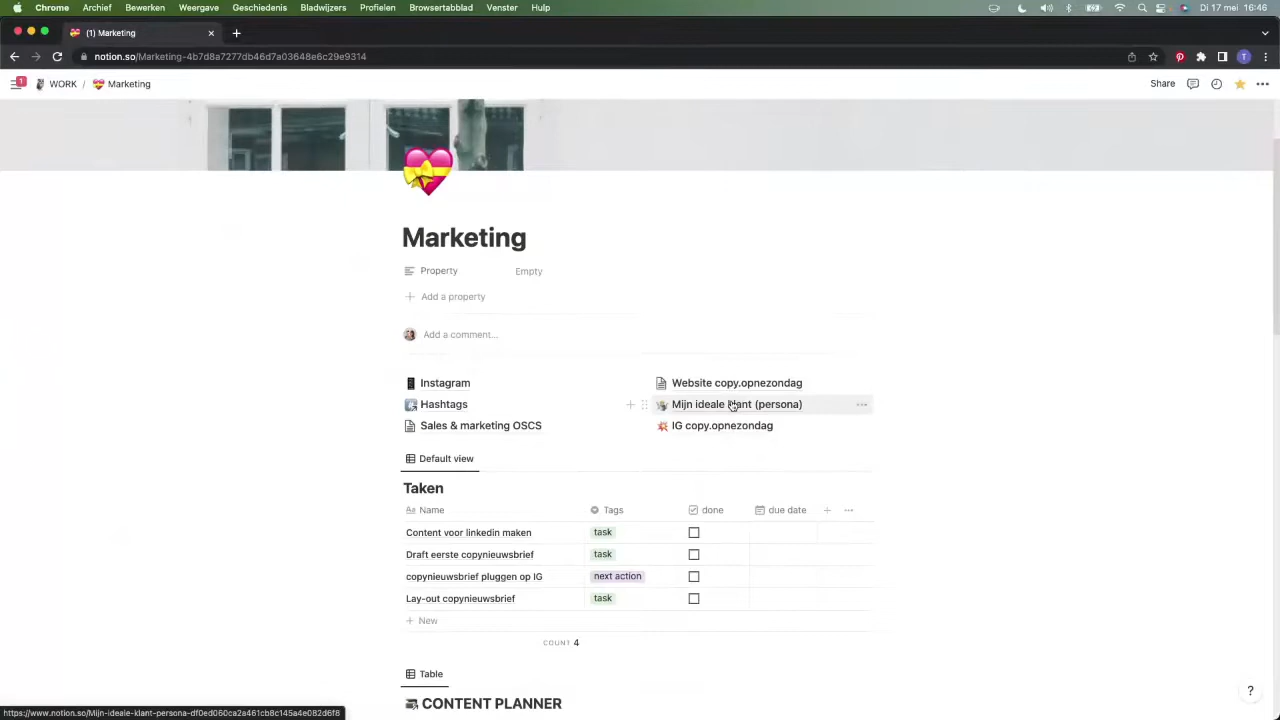 Chrome Archief Bewerken Weergave Geschiedenis Bladwijzers Profielen Browsertabblad Venster Help
Di 17 mei 16:46
(1) Marketing
notion.so/Marketing-4b7d8a7277db46d7a03648e6c29e9314
T
1
WORK / Marketing
Share
Marketing
Property Empty
Add a property
Add a comment...
Instagram
Website copy.opnezondag
Hashtags
Mijn ideale klant (persona)
Sales & marketing OSCS
IG copy.opnezondag
Default view
Taken
Aa Name Tags done due date
Content voor linkedin maken task
Draft eerste copynieuwsbrief task
copynieuwsbrief pluggen op IG next action
Lay-out copynieuwsbrief task
+ New
COUNT 4
Table
CONTENT PLANNER
?
https://www.notion.so/Mijn-ideale-klant-persona-df0ed060ca2a461cb8c145a4e082d6f8